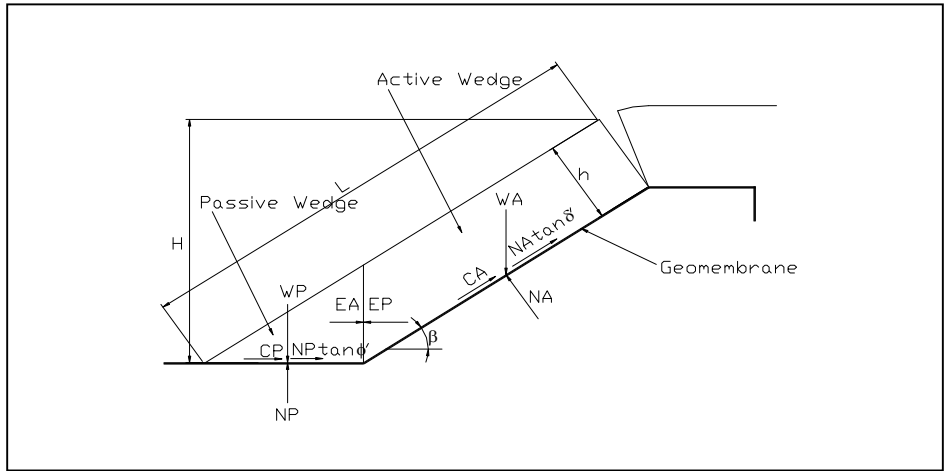 Active Wedge
L
h
Passive Wedge
WA
H
NAtanδ
Geomembrane
CA
WP
NA
EA EP
β
CP NPtanφ
NP